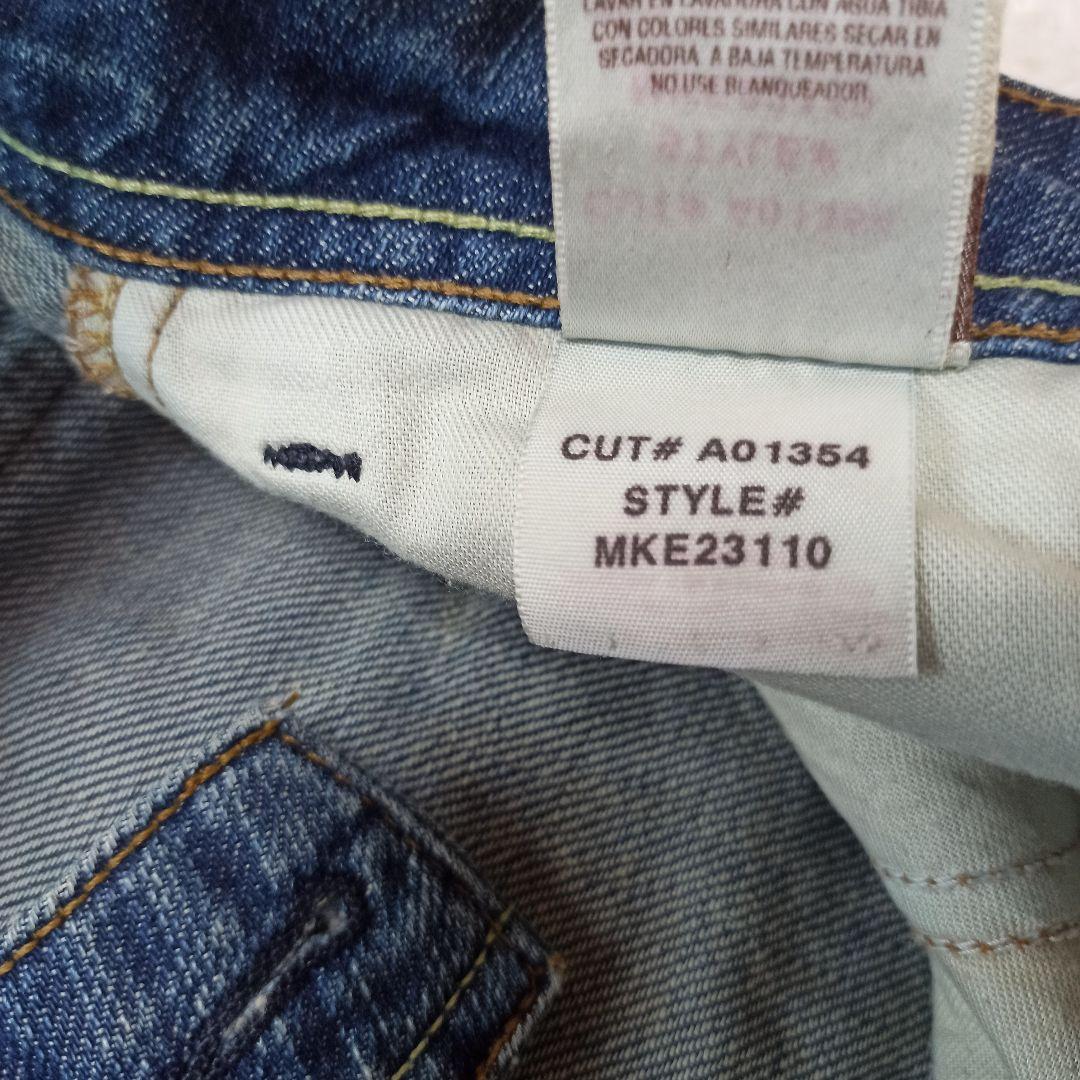 LAVAR EN LAVADORA CON AGUA TIBIA
CON COLORES SIMILARES SECAR EN
SECADORA A BAJA TEMPERATURA
NO USE BLANQUEADOR
CUT# A01354
STYLE#
MKE23110